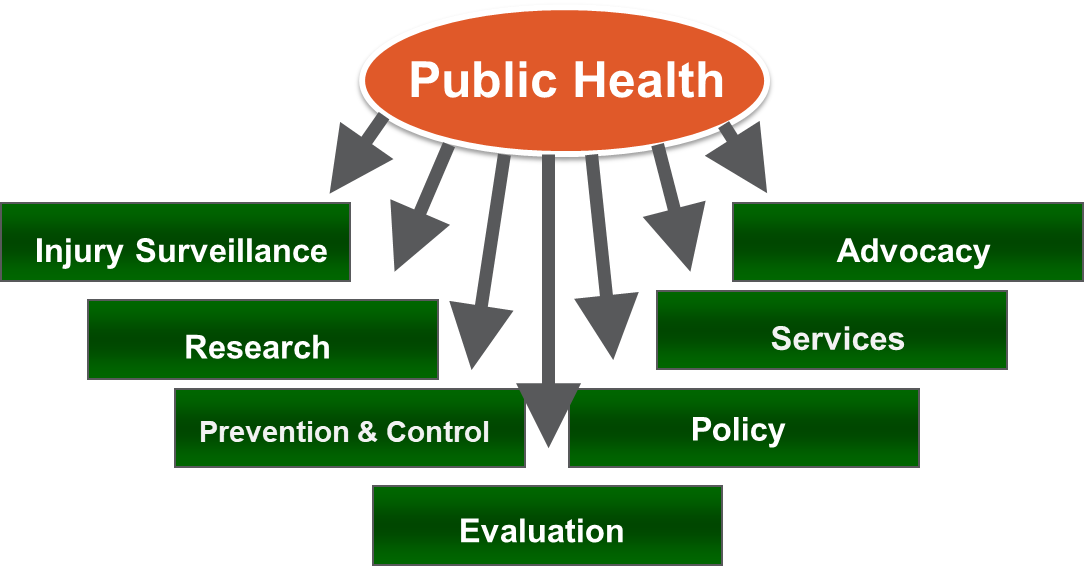 Public Health
Injury Surveillance
Advocacy
Research
Services
Prevention & Control
Policy
Evaluation